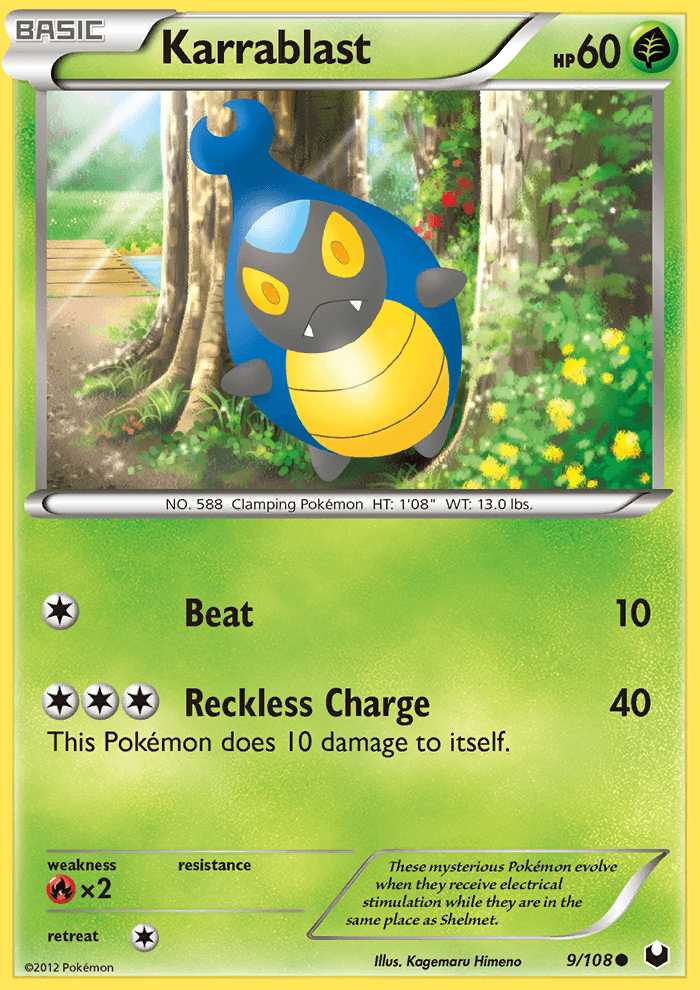 BASIC
Karrablast
HP60
NO. 588 Clamping Pokémon HT: 1'08" WT: 13.0 lbs.
Beat 10
Reckless Charge 40
This Pokémon does 10 damage to itself.
weakness resistance
×2
retreat
These mysterious Pokémon evolve
when they receive electrical
stimulation while they are in the
same place as Shelmet.
©2012 Pokémon
Illus. Kagemaru Himeno 9/108